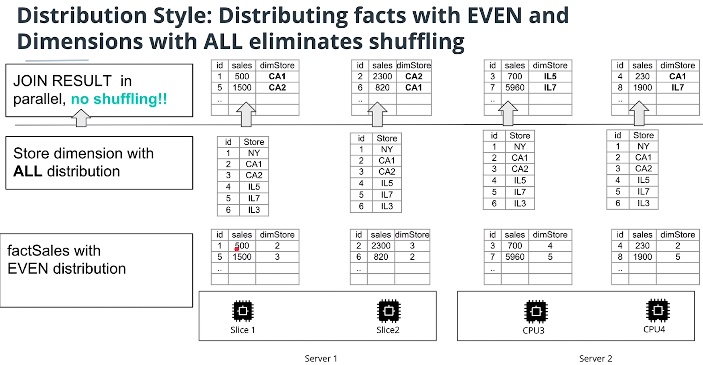 Distribution Style: Distributing facts with EVEN and
Dimensions with ALL eliminates shuffling
JOIN RESULT in
parallel, no shuffling!!
id sales dimStore
1 500 CA1
5 1500 CA2
..
id sales dimStore
2 2300 CA2
6 820 CA1
id sales dimStore
3 700 IL5
7 5960 IL7
..
id sales dimStore
4 230 CA1
8 1900 IL7
..
Store dimension with
ALL distribution
id Store
1 NY
2 CA1
3 CA2
4 IL5
5 IL7
6 IL3
id Store
1 NY
2 CA1
3 CA2
4 IL5
5 IL7
6 IL3
id Store
1 NY
2 CA1
3 CA2
4 IL5
5 IL7
6 IL3
id Store
1 NY
2 CA1
3 CA2
4 IL5
5 IL7
6 IL3
factSales with
EVEN distribution
id sales dimStore
1 500 2
5 1500 3
..
id sales dimStore
2 2300 3
6 820 2
id sales dimStore
3 700 4
7 5960 5
..
id sales dimStore
4 230 2
8 1900 5
..
Slice 1
Slice2
CPU3
CPU4
Server 1
Server 2